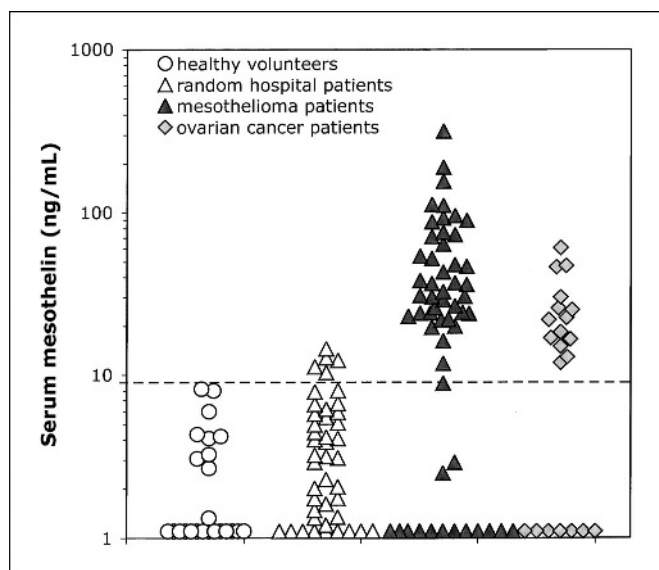 1000
healthy volunteers
random hospital patients
mesothelioma patients
ovarian cancer patients
100
10
1
Serum mesothelin (ng/mL)